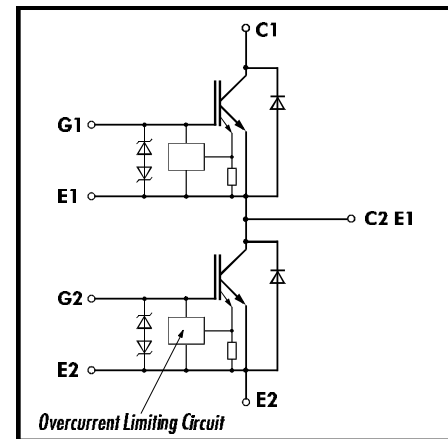 C1
G1
E1
C2 E1
G2
E2
E2
Overcurrent Limiting Circuit